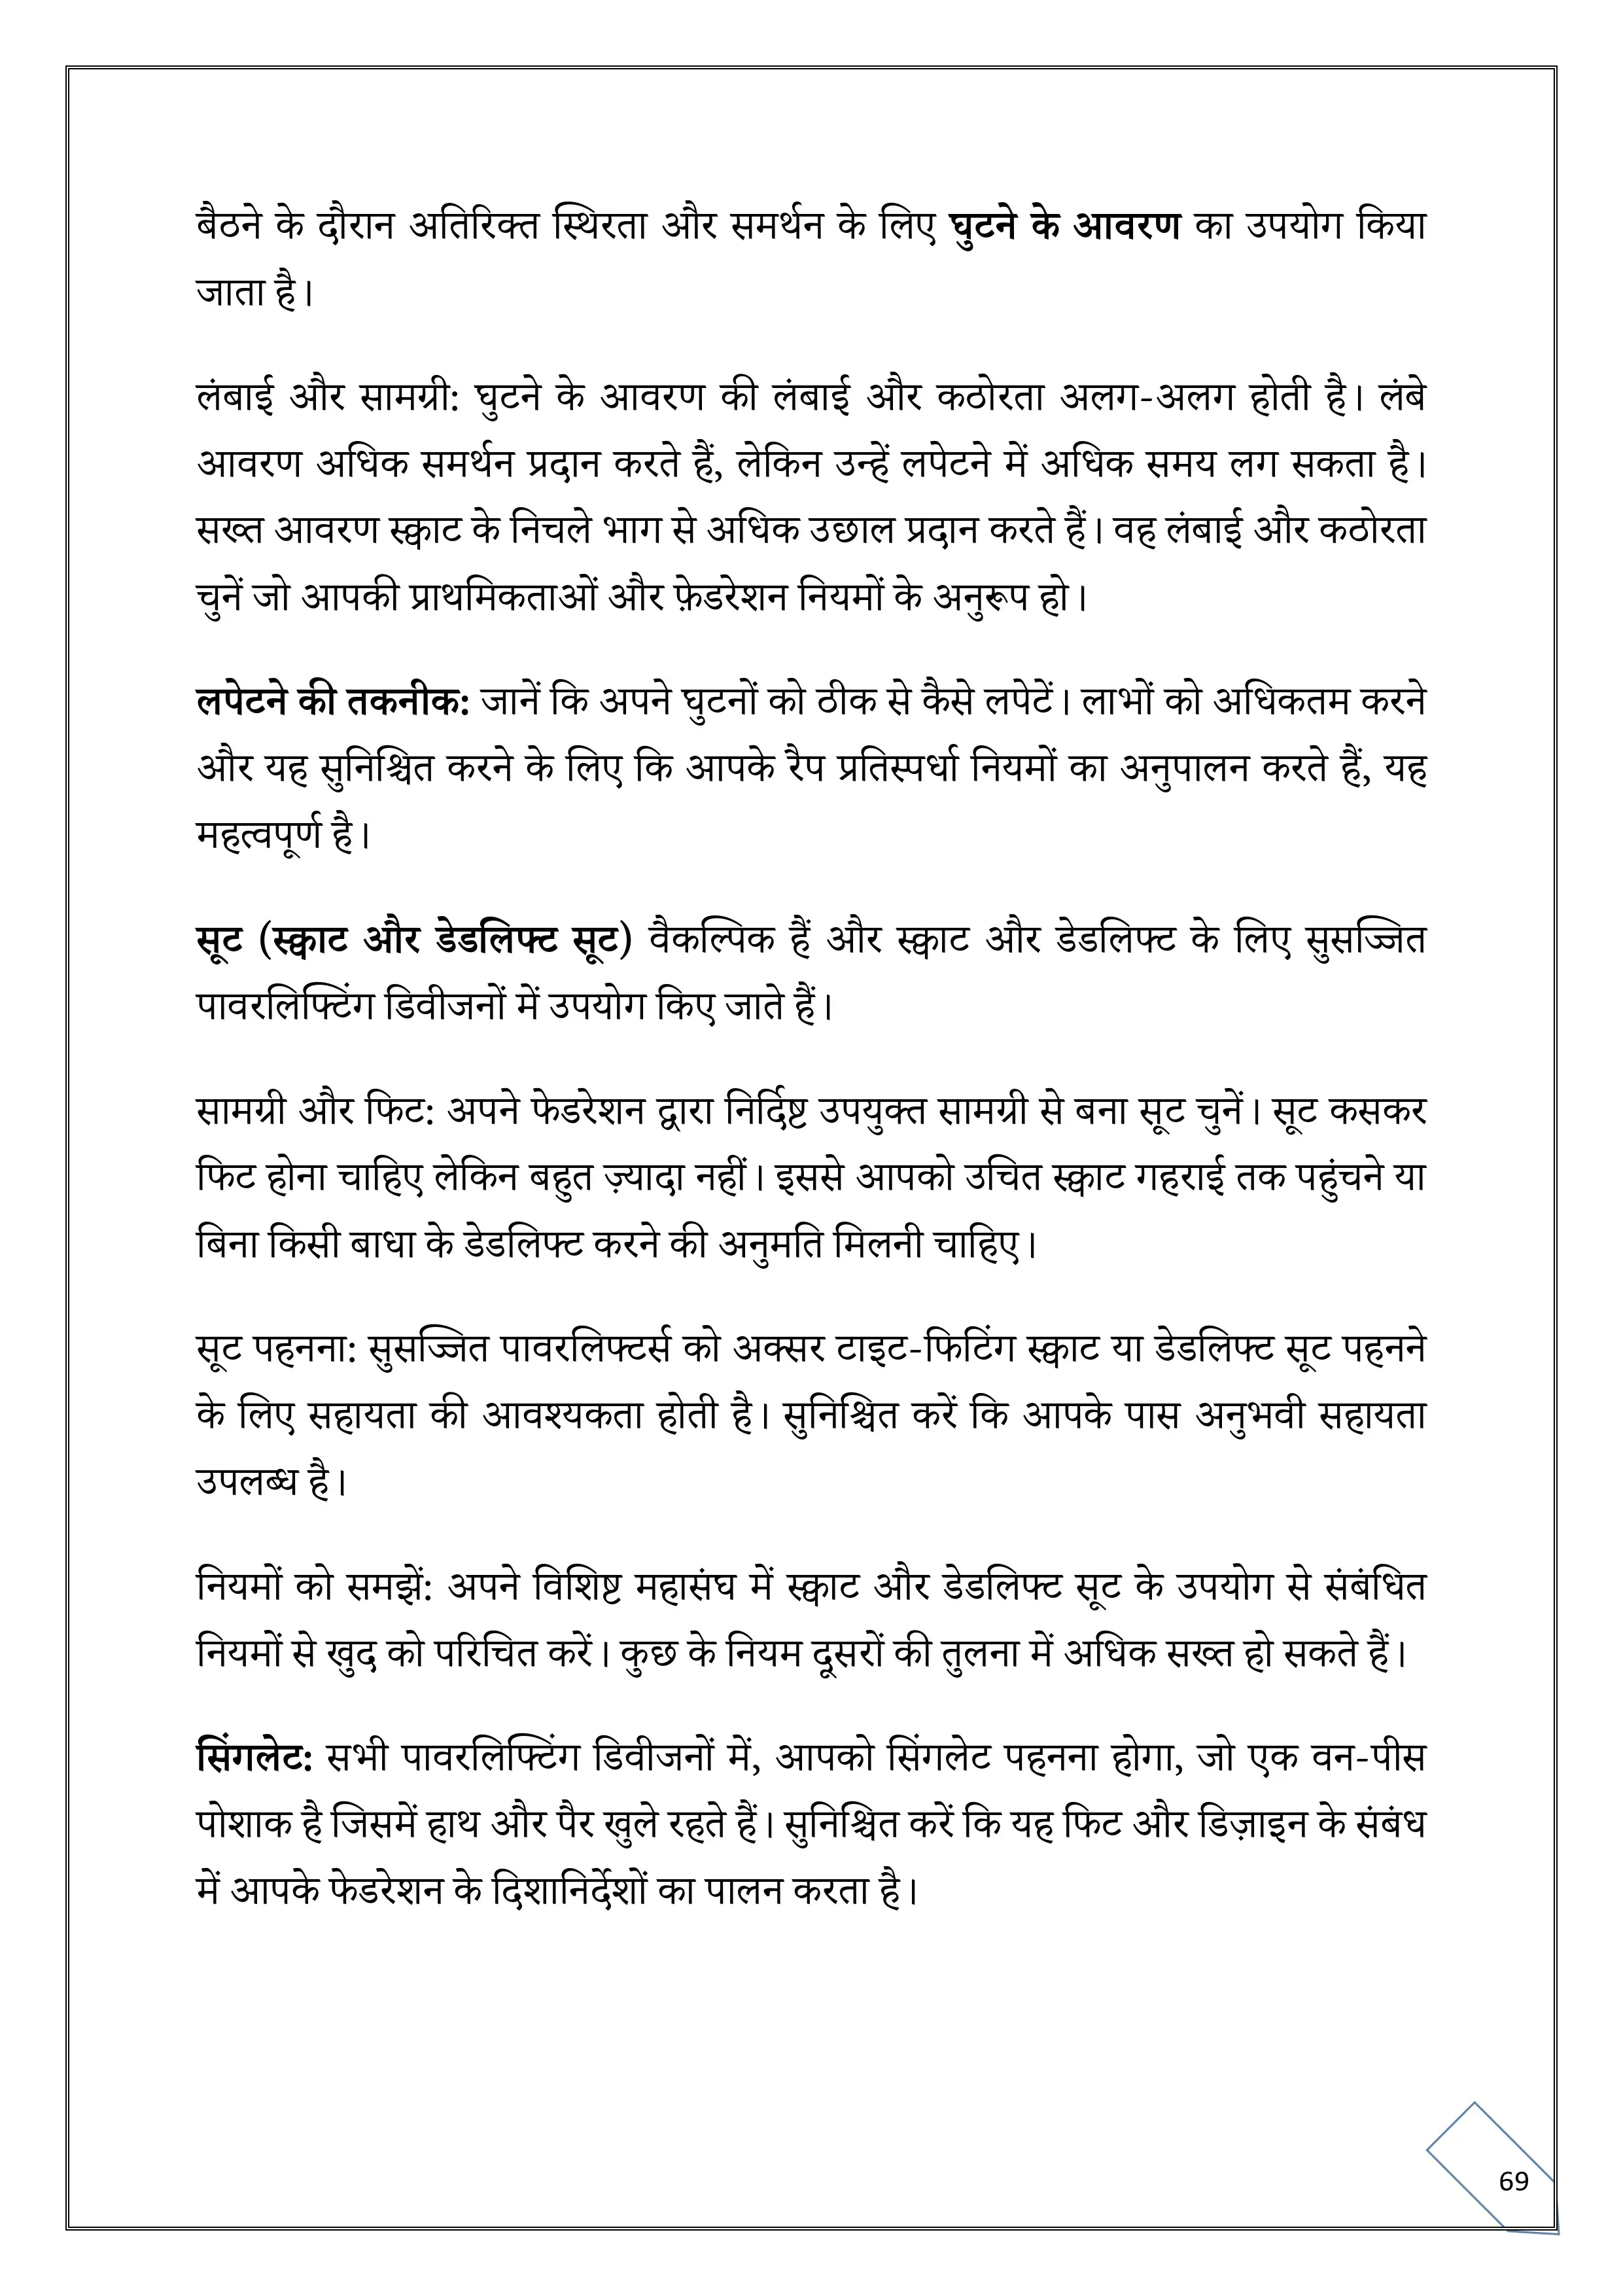 बैठने के दौरान अतिरिक्त स्थिरता और समर्थन के लिए घुटने के आवरण का उपयोग किया
जाता है।
लंबाई और सामग्री: घुटने के आवरण की लंबाई और कठोरता अलग-अलग होती है। लंबे
आवरण अधिक समर्थन प्रदान करते हैं, लेकिन उन्हें लपेटने में अधिक समय लग सकता है।
सख्त आवरण स्क्वाट के निचले भाग से अधिक उछाल प्रदान करते हैं। वह लंबाई और कठोरता
चुनें जो आपकी प्राथमिकताओं और फ़ेडरेशन नियमों के अनुरूप हो।
लपेटने की तकनीक: जानें कि अपने घुटनों को ठीक से कैसे लपेटें। लाभों को अधिकतम करने
और यह सुनिश्चित करने के लिए कि आपके रैप प्रतिस्पर्धा नियमों का अनुपालन करते हैं, यह
महत्वपूर्ण है।
सूट (स्क्वाट और डेडलिफ्ट सूट) वैकल्पिक हैं और स्क्वाट और डेडलिफ्ट के लिए सुसज्जित
पावरलिफ्टिंग डिवीजनों में उपयोग किए जाते हैं।
सामग्री और फिट: अपने फेडरेशन द्वारा निर्दिष्ट उपयुक्त सामग्री से बना सूट चुनें। सूट कसकर
फिट होना चाहिए लेकिन बहुत ज़्यादा नहीं। इससे आपको उचित स्क्वाट गहराई तक पहुंचने या
बिना किसी बाधा के डेडलिफ्ट करने की अनुमति मिलनी चाहिए।
सूट पहनना: सुसज्जित पावरलिफ्टर्स को अक्सर टाइट-फिटिंग स्क्वाट या डेडलिफ्ट सूट पहनने
के लिए सहायता की आवश्यकता होती है। सुनिश्चित करें कि आपके पास अनुभवी सहायता
उपलब्ध है।
नियमों को समझें: अपने विशिष्ट महासंघ में स्क्वाट और डेडलिफ्ट सूट के उपयोग से संबंधित
नियमों से खुद को परिचित करें। कुछ के नियम दूसरों की तुलना में अधिक सख्त हो सकते हैं।
सिंगलेट: सभी पावरलिफ्टिंग डिवीजनों में, आपको सिंगलेट पहनना होगा, जो एक वन-पीस
पोशाक है जिसमें हाथ और पैर खुले रहते हैं। सुनिश्चित करें कि यह फिट और डिज़ाइन के संबंध
में आपके फेडरेशन के दिशानिर्देशों का पालन करता है।
69